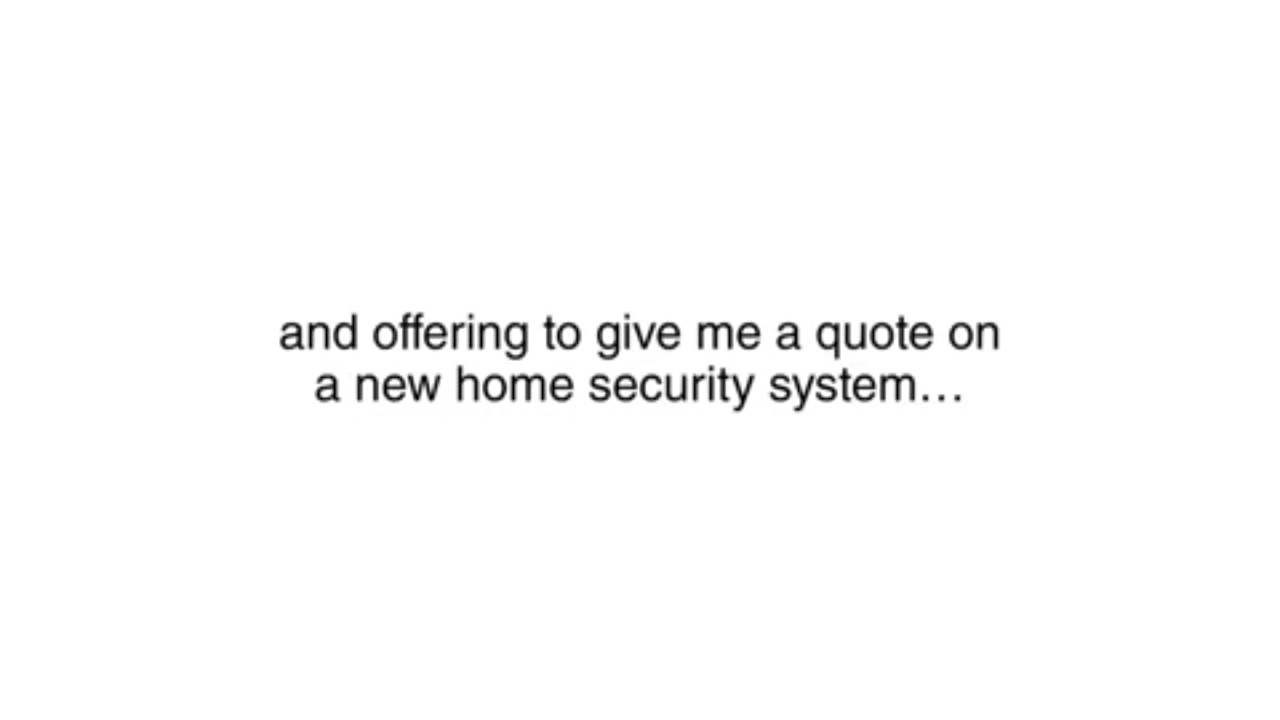 and offering to give me a quote on
a new home security system…